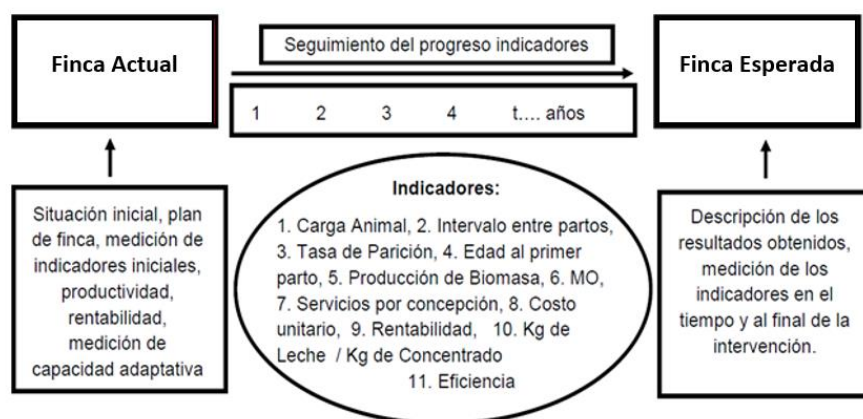 Finca Actual
Seguimiento del progreso indicadores
1 2 3 4 t.... años
Finca Esperada
Situación inicial, plan
de finca, medición de
indicadores iniciales,
productividad,
rentabilidad,
medición de
capacidad adaptativa
Indicadores:
1. Carga Animal, 2. Intervalo entre partos,
3. Tasa de Parición, 4. Edad al primer
parto, 5. Producción de Biomasa, 6. MO,
7. Servicios por concepción, 8. Costo
unitario, 9. Rentabilidad, 10. Kg de
Leche / Kg de Concentrado
11. Eficiencia
Descripción de los
resultados obtenidos,
medición de los
indicadores en el
tiempo y al final de la
intervención.